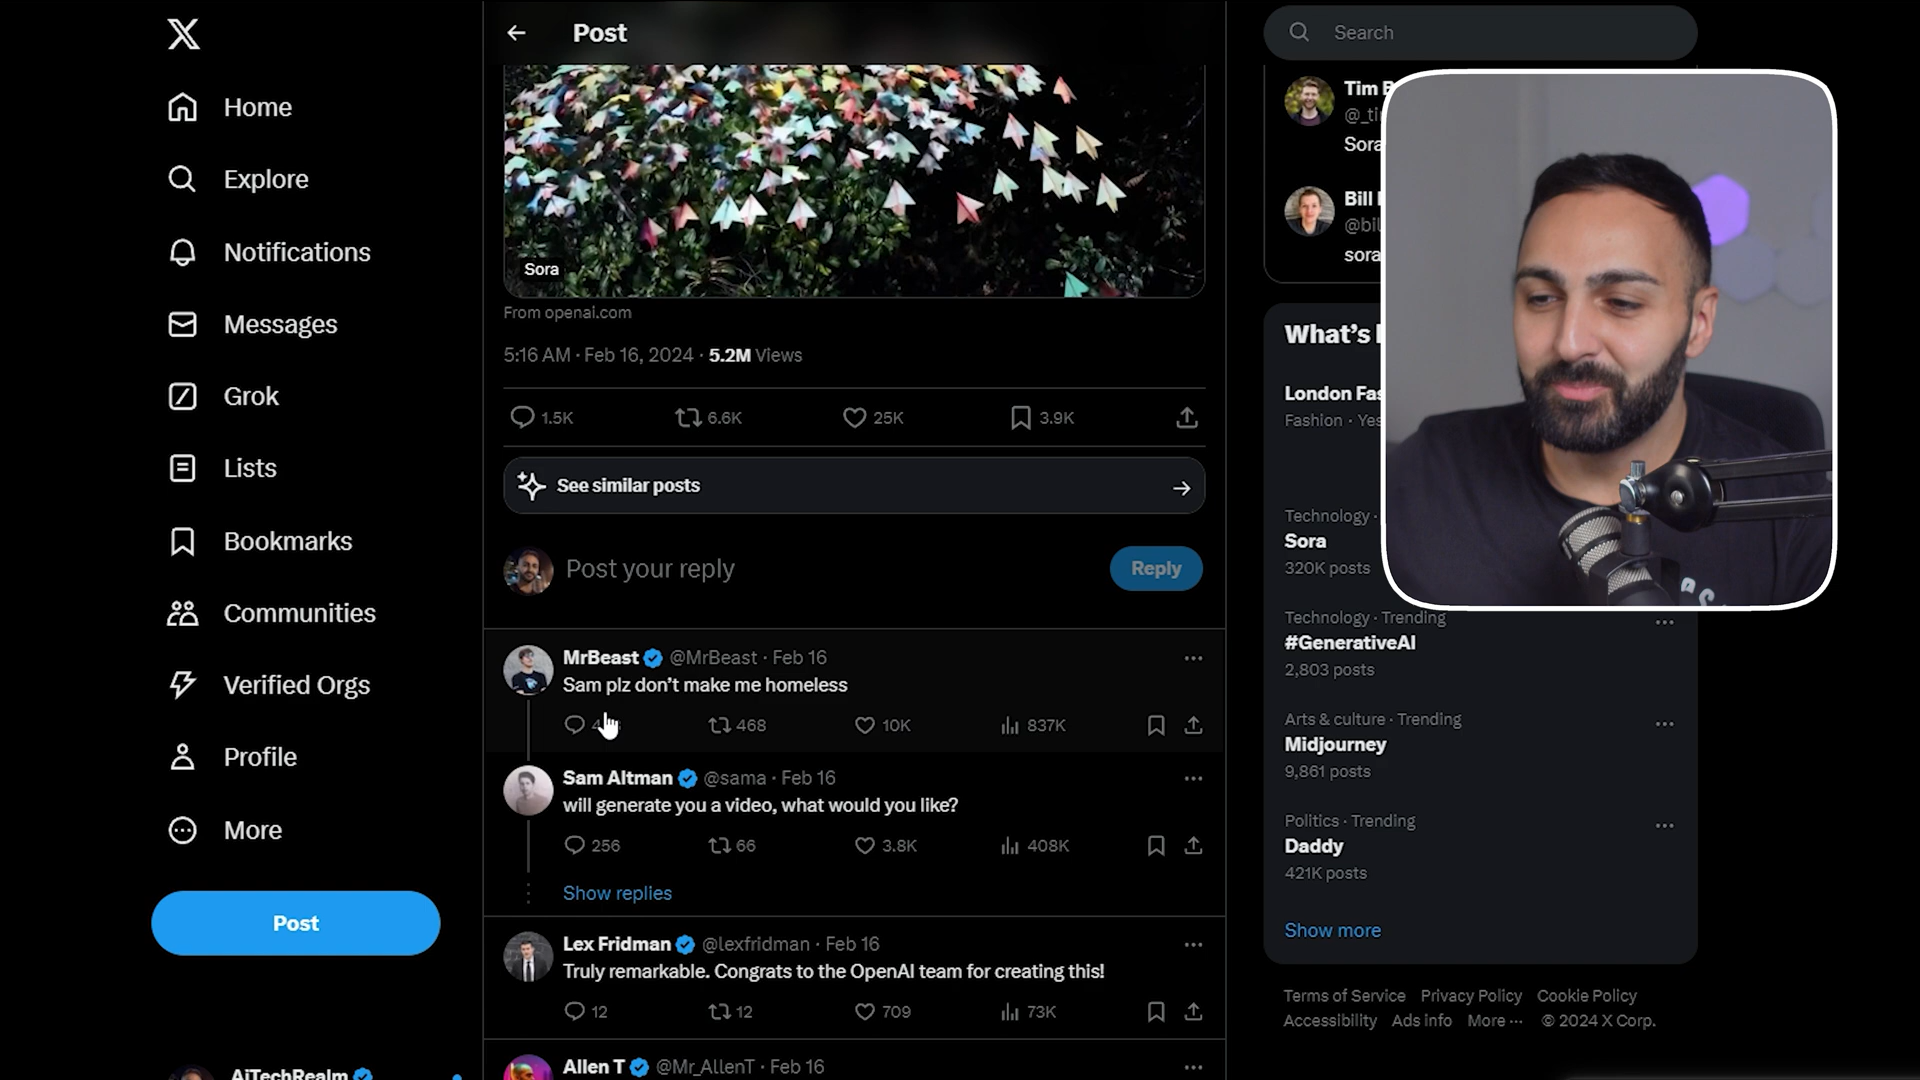 Home
Explore
Notifications
Messages
Grok
Lists
Bookmarks
Communities
Profile
More
Post
AiTechRealm
Post
Sora
From openai.com
5:16 AM · Feb 16, 2024 · 5.2M Views
1.5K 6.6K 25K 3.9K
See similar posts
Post your reply Reply
MrBeast @MrBeast · Feb 16
Sam plz don't make me homeless
468 10K 837K
Sam Altman @sama · Feb 16
will generate you a video, what would you like?
256 66 3.8K 408K
Show replies
Lex Fridman @lexfridman · Feb 16
Truly remarkable. Congrats to the OpenAI team for creating this!
12 12 709 73K
Allen T @Mr_AllenT · Feb 16
Search
Tim
Sora
Bill
sora
What's
London
Fashion ·
Technology ·
Sora
320K posts
Technology · Trending
#GenerativeAI
2,803 posts
Arts & culture · Trending
Midjourney
9,861 posts
Politics · Trending
Daddy
421K posts
Show more
Terms of Service Privacy Policy Cookie Policy
Accessibility Ads info More ··· © 2024 X Corp.